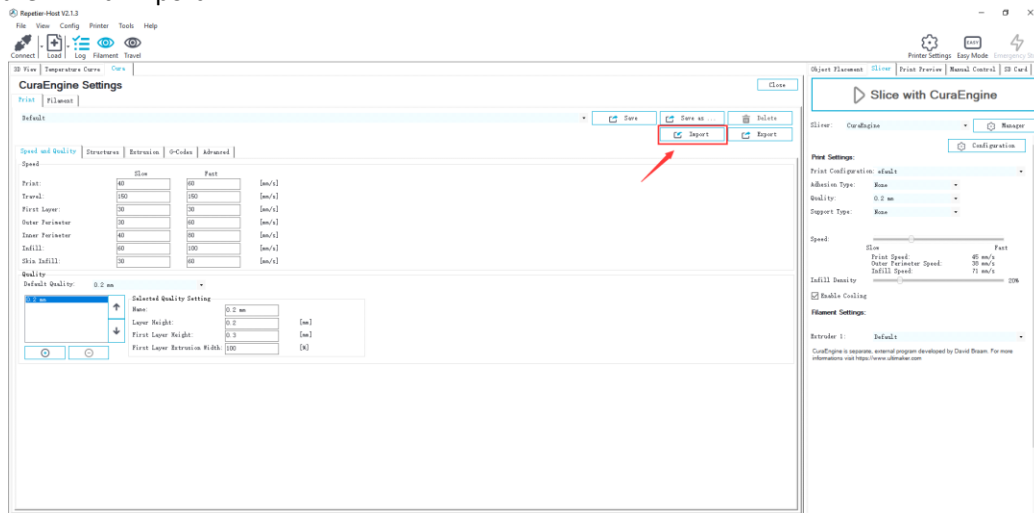 Repetier-Host V2.1.3
File View Config Printer Tools Help
Connect Load Log Filament Travel
Printer Settings Easy Mode Emergency
EASY
3D View Temperature Curve Cura
Object Placement Slicer Print Preview Manual Control SD Card
CuraEngine Settings
Close
Print Filament
Default
Save Save as ... Delete
Import Export
Speed and Quality Structures Extrusion G-Codes Advanced
Speed
Slow Fast
Print: 40 60 [mm/s]
Travel: 150 150 [mm/s]
First Layer: 30 30 [mm/s]
Outer Perimeter 30 60 [mm/s]
Inner Perimeter 40 80 [mm/s]
Infill: 60 100 [mm/s]
Skin Infill: 30 60 [mm/s]
Quality
Default Quality: 0.2 mm
0.2 mm
Selected Quality Setting
Name: 0.2 mm
Layer Height: 0.2 [mm]
First Layer Height: 0.3 [mm]
First Layer Extrusion Width: 100 [%]
Slice with CuraEngine
Slicer: CuraEngine Manager
Configuration
Print Settings:
Print Configuration: efault
Adhesion Type: None
Quality: 0.2 mm
Support Type: None
Speed:
Slow Fast
Print Speed: 45 mm/s
Outer Perimeter Speed: 38 mm/s
Infill Speed: 71 mm/s
Infill Density 20%
Enable Cooling
Filament Settings:
Extruder 1: Default
CuraEngine is separate, external program developed by David Braam. For more
informations visit https://www.ultimaker.com